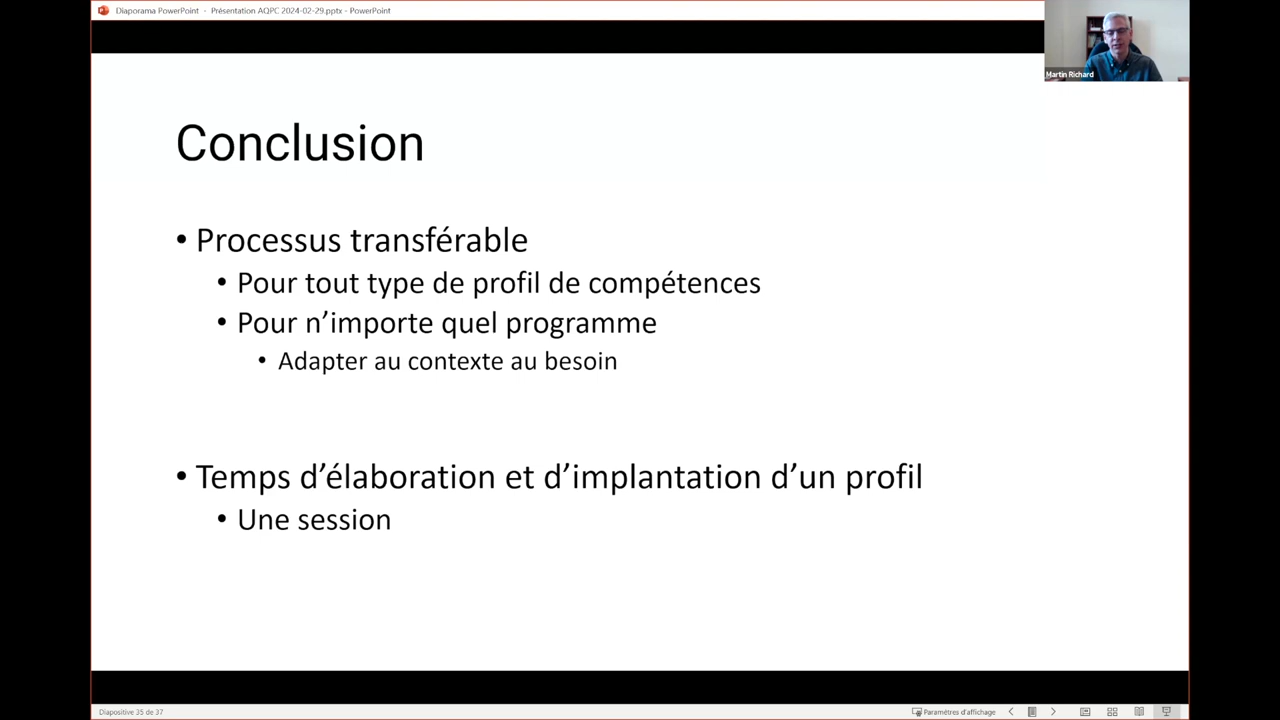 Diaporama PowerPoint - Présentation AQPC 2024-02-29.pptx - PowerPoint
Martin Richard
Conclusion
• Processus transférable
• Pour tout type de profil de compétences
• Pour n’importe quel programme
• Adapter au contexte au besoin
• Temps d’élaboration et d’implantation d’un profil
• Une session
Diapositive 35 de 37
Paramètres d'affichage